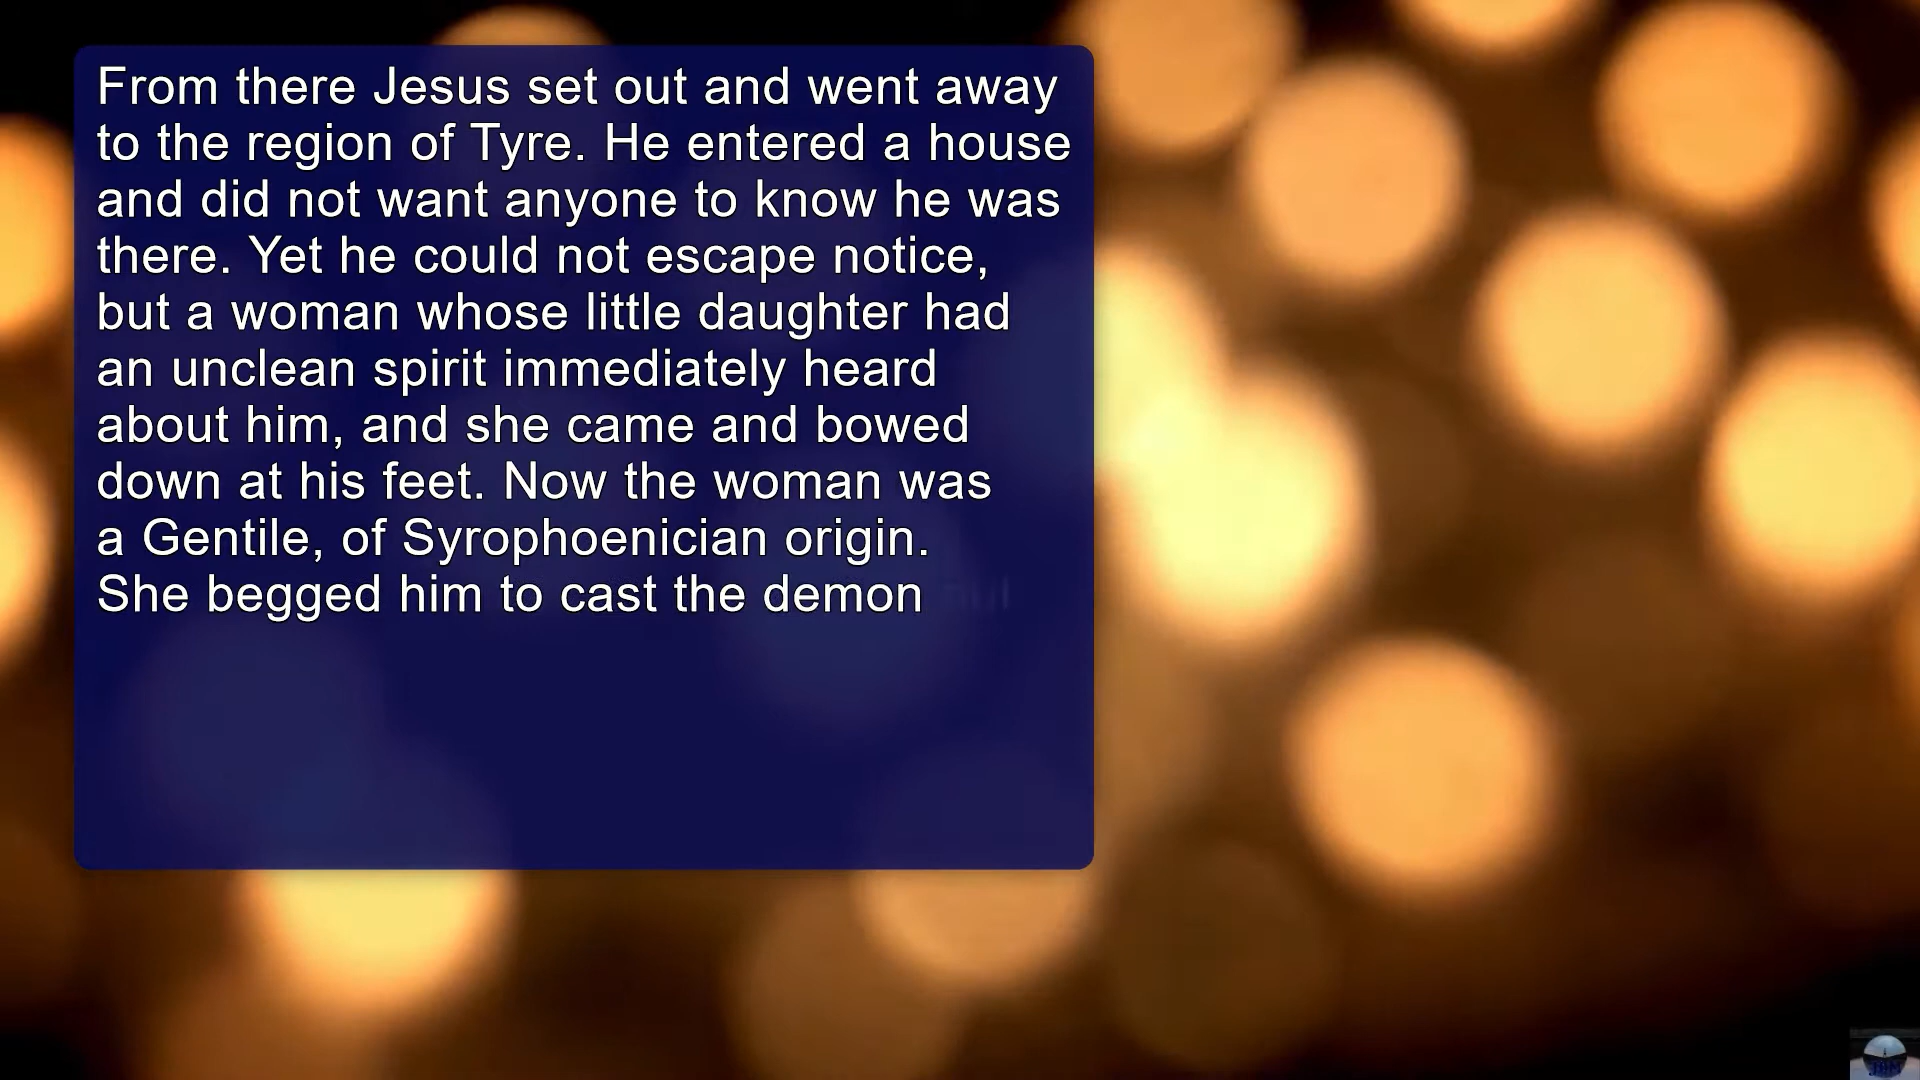 From there Jesus set out and went away
to the region of Tyre. He entered a house
and did not want anyone to know he was
there. Yet he could not escape notice,
but a woman whose little daughter had
an unclean spirit immediately heard
about him, and she came and bowed
down at his feet. Now the woman was
a Gentile, of Syrophoenician origin.
She begged him to cast the demon